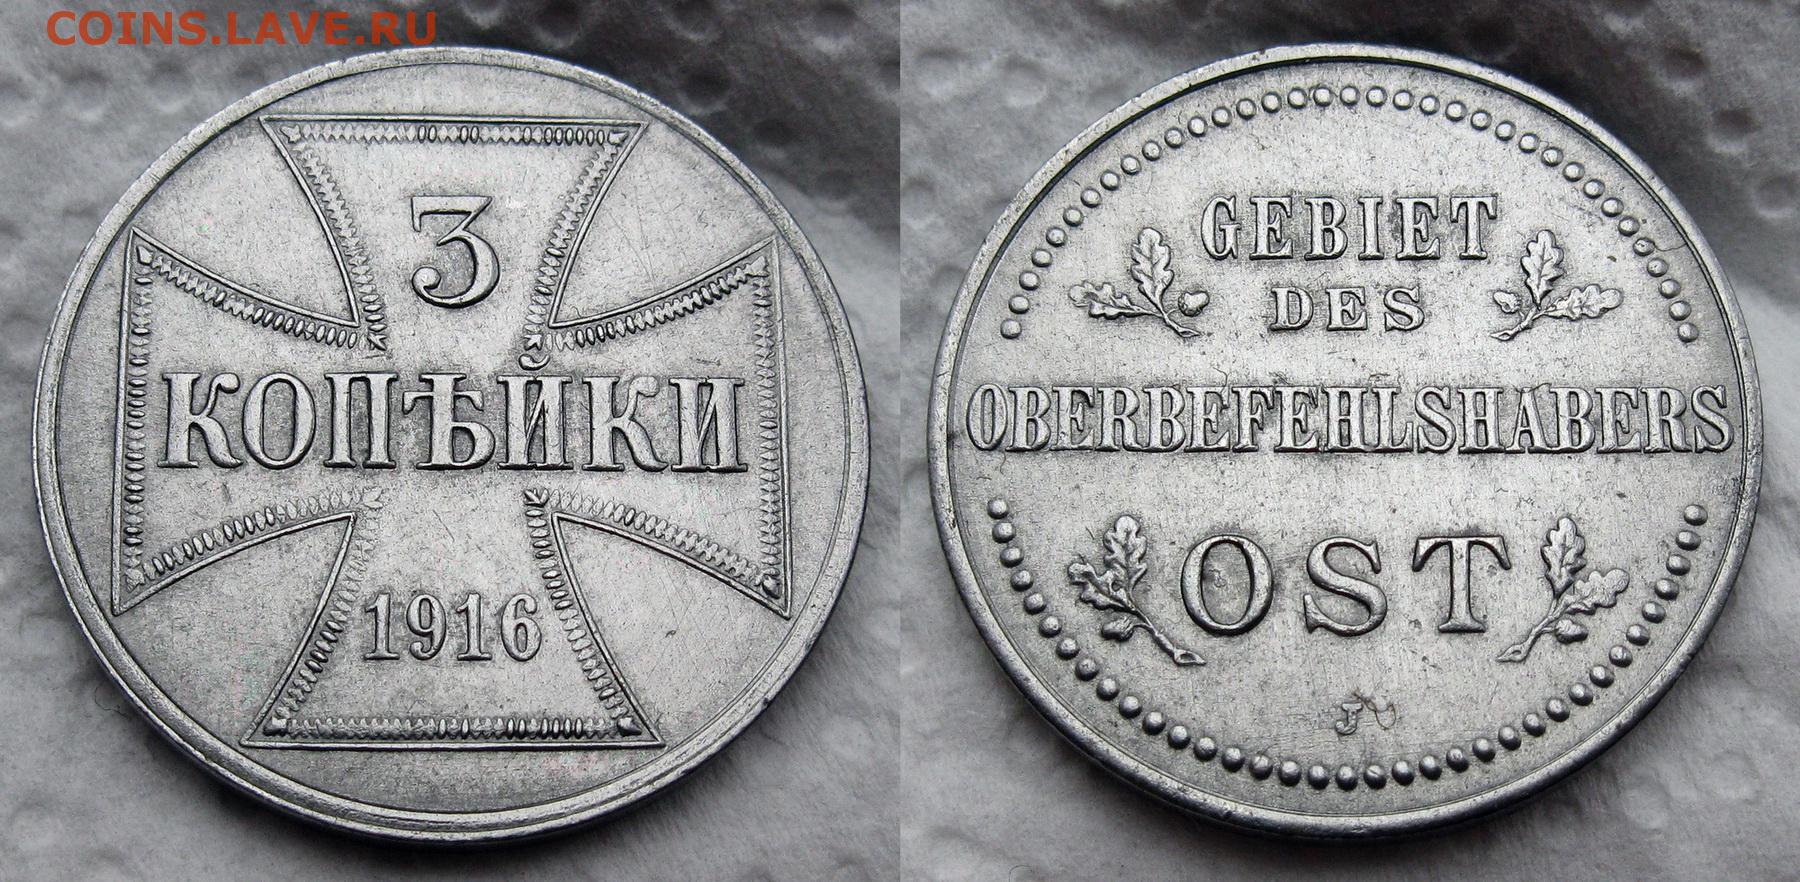 COINS.LAVE.RU
3
КОПѢЙКИ
1916
GEBIET
DES
OBERBEFEHLSHABERS
OST
J